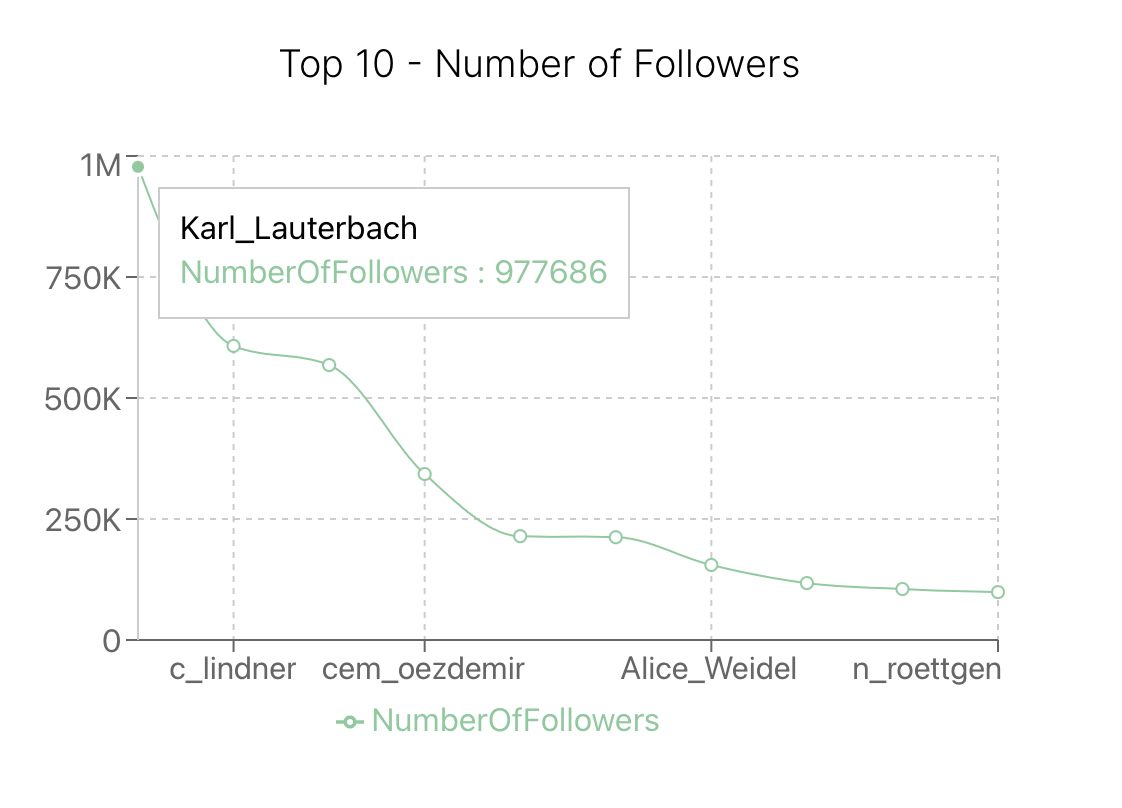 Top 10 - Number of Followers
1M
Karl_Lauterbach
NumberOfFollowers : 977686
750K
500K
250K
0
c_lindner cem_oezdemir Alice_Weidel n_roettgen
NumberOfFollowers